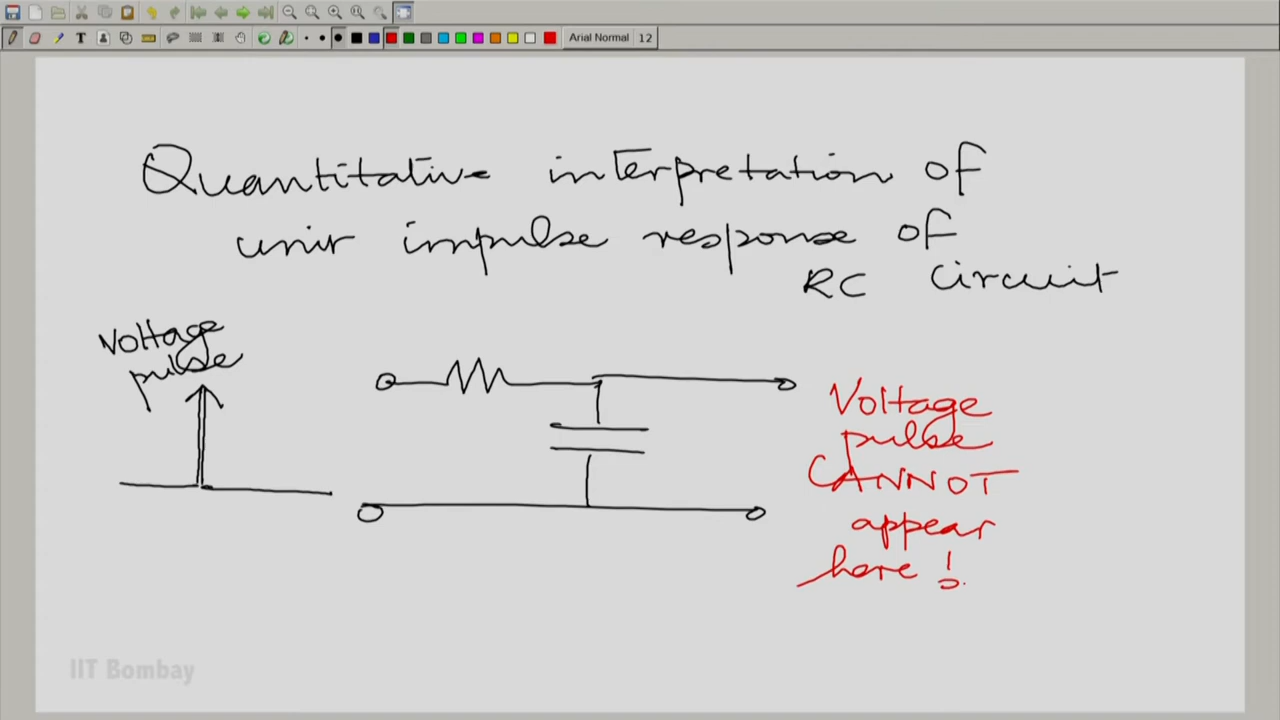 Arial Normal 12
Quantitative interpretation of
unit impulse response of
RC circuit
Voltage
pulse
Voltage
pulse
CANNOT
appear
here !
IIT Bombay